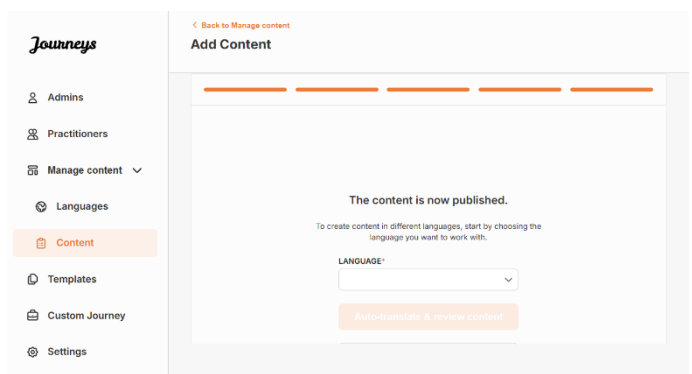 Journeys
Admins
Practitioners
Manage content
Languages
Content
Templates
Custom Journey
Settings
Back to Manage content
Add Content
The content is now published.
To create content in different languages, start by choosing the
language you want to work with.
LANGUAGE*
Auto-translate & review content